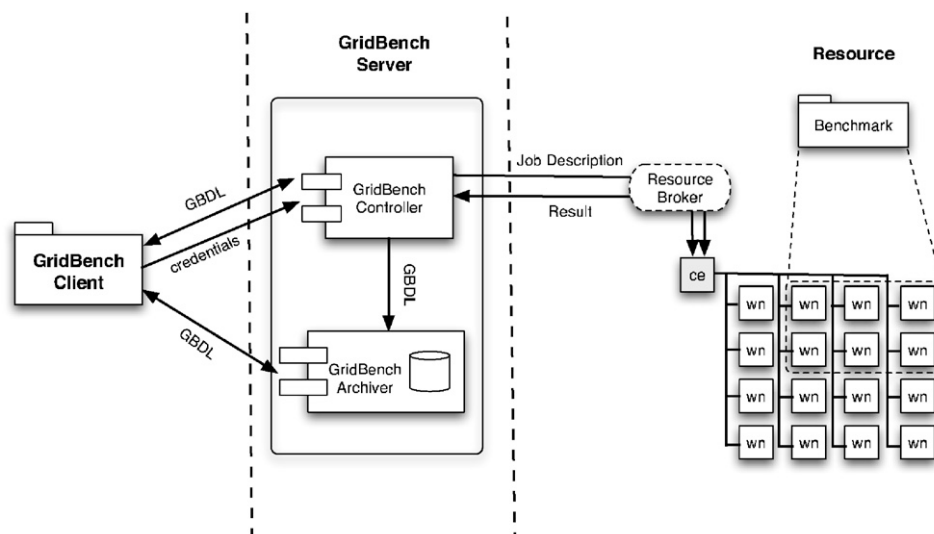 GridBench
Server
Resource
Benchmark
GridBench
Controller
Job Description
Result
Resource
Broker
GBDL
credentials
GridBench
Client
GBDL
GBDL
ce
GridBench
Archiver
wn wn wn wn
wn wn wn wn
wn wn wn wn
wn wn wn wn